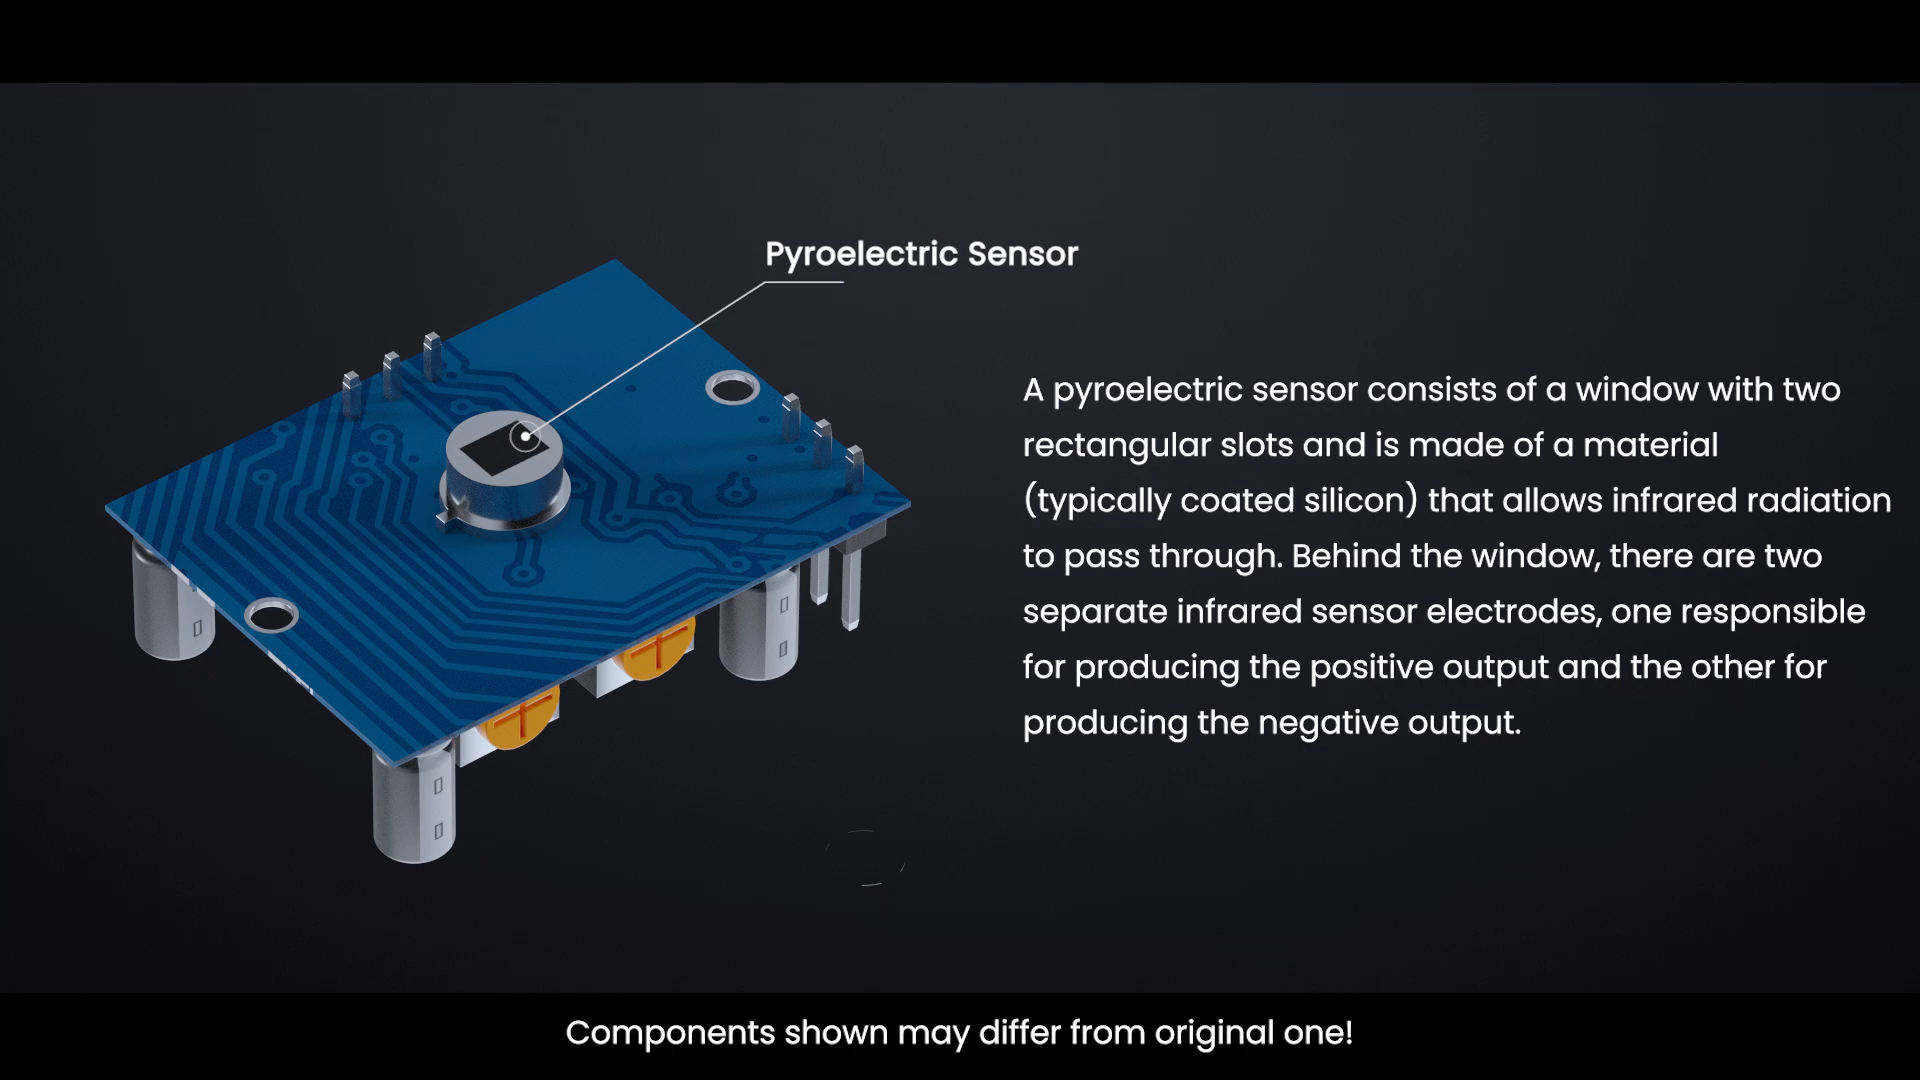 Pyroelectric Sensor
A pyroelectric sensor consists of a window with two
rectangular slots and is made of a material
(typically coated silicon) that allows infrared radiation
to pass through. Behind the window, there are two
separate infrared sensor electrodes, one responsible
for producing the positive output and the other for
producing the negative output.
Components shown may differ from original one!